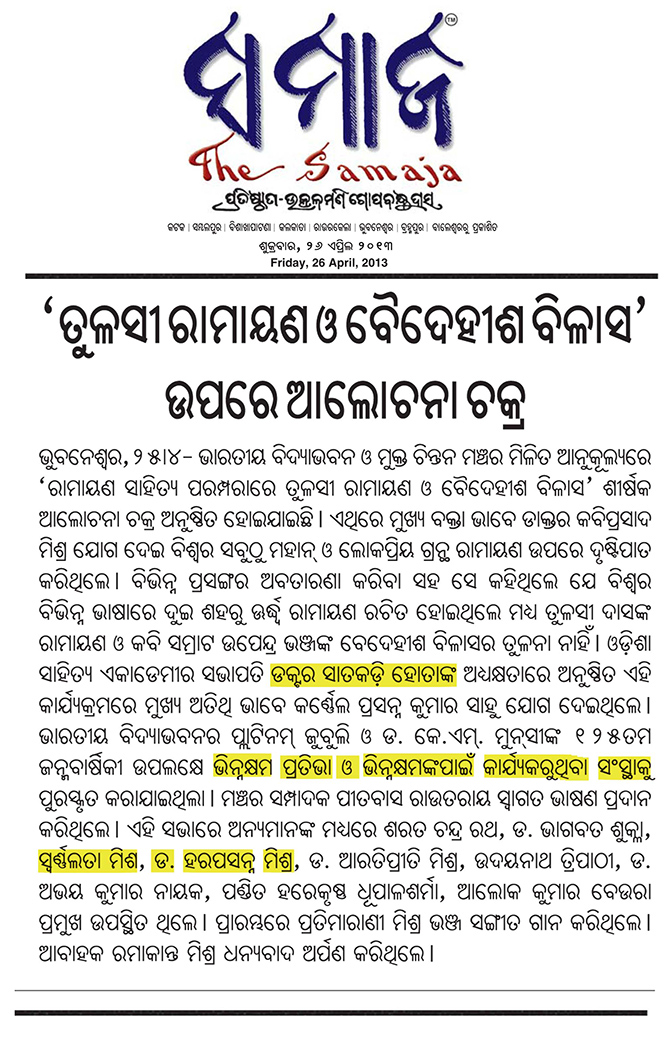 ସମାଜ
TM
The Samaja
ପ୍ରତିଷ୍ଠାତା-ଉତ୍କଳମଣି ଗୋପବନ୍ଧୁ ଦାସ
କଟକ | ସମ୍ବଲପୁର | ବିଶାଖାପାଟଣା | କଲକାତା | ରାଉରକେଲା | ଭୁବନେଶ୍ୱର | ବ୍ରହ୍ମପୁର | ବାଲେଶ୍ୱରରୁ ପ୍ରକାଶିତ
ଶୁକ୍ରବାର, ୨୬ ଏପ୍ରିଲ ୨୦୧୩
Friday, 26 April, 2013
‘ତୁଳସୀ ରାମାୟଣ ଓ ବୈଦେହୀଶ ବିଳାସ’
ଉପରେ ଆଲୋଚନା ଚକ୍ର
ଭୁବନେଶ୍ୱର, ୨୫ା୪- ଭାରତୀୟ ବିଦ୍ୟାଭବନ ଓ ମୁକ୍ତ ଚିନ୍ତନ ମଞ୍ଚର ମିଳିତ ଆନୁକୂଲ୍ୟରେ
‘ରାମାୟଣ ସାହିତ୍ୟ ପରମ୍ପରାରେ ତୁଳସୀ ରାମାୟଣ ଓ ବୈଦେହୀଶ ବିଳାସ’ ଶୀର୍ଷକ
ଆଲୋଚନା ଚକ୍ର ଅନୁଷ୍ଠିତ ହୋଇଯାଇଛି। ଏଥିରେ ମୁଖ୍ୟ ବକ୍ତା ଭାବେ ଡାକ୍ତର କବିପ୍ରସାଦ
ମିଶ୍ର ଯୋଗ ଦେଇ ବିଶ୍ୱର ସବୁଠୁ ମହାନ୍ ଓ ଲୋକପ୍ରିୟ ଗ୍ରନ୍ଥ ରାମାୟଣ ଉପରେ ଦୃଷ୍ଟିପାତ
କରିଥିଲେ। ବିଭିନ୍ନ ପ୍ରସଙ୍ଗର ଅବତାରଣା କରିବା ସହ ସେ କହିଥିଲେ ଯେ ବିଶ୍ୱର
ବିଭିନ୍ନ ଭାଷାରେ ଦୁଇ ଶହରୁ ଊର୍ଦ୍ଧ୍ୱ ରାମାୟଣ ରଚିତ ହୋଇଥିଲେ ମଧ୍ୟ ତୁଳସୀ ଦାସଙ୍କ
ରାମାୟଣ ଓ କବି ସମ୍ରାଟ ଉପେନ୍ଦ୍ର ଭଞ୍ଜଙ୍କ ବେଦେହୀଶ ବିଳାସର ତୁଳନା ନାହିଁ। ଓଡ଼ିଶା
ସାହିତ୍ୟ ଏକାଡେମୀର ସଭାପତି ଡକ୍ଟର ସାତକଡ଼ି ହୋତାଙ୍କ ଅଧ୍ୟକ୍ଷତାରେ ଅନୁଷ୍ଠିତ ଏହି
କାର୍ଯ୍ୟକ୍ରମରେ ମୁଖ୍ୟ ଅତିଥି ଭାବେ କର୍ଣ୍ଣେଲ ପ୍ରସନ୍ନ କୁମାର ସାହୁ ଯୋଗ ଦେଇଥିଲେ।
ଭାରତୀୟ ବିଦ୍ୟାଭବନର ପ୍ଲାଟିନମ୍ ଜୁବୁଲି ଓ ଡ. କେ.ଏମ୍. ମୁନ୍‌ସୀଙ୍କ ୧୨୫ତମ
ଜନ୍ମବାର୍ଷିକୀ ଉପଲକ୍ଷେ ଭିନ୍ନକ୍ଷମ ପ୍ରତିଭା ଓ ଭିନ୍ନକ୍ଷମଙ୍କପାଇଁ କାର୍ଯ୍ୟକରୁଥିବା ସଂସ୍ଥାକୁ
ପୁରସ୍କୃତ କରାଯାଇଥିଲା। ମଞ୍ଚର ସମ୍ପାଦକ ପୀତବାସ ରାଉତରାୟ ସ୍ୱାଗତ ଭାଷଣ ପ୍ରଦାନ
କରିଥିଲେ। ଏହି ସଭାରେ ଅନ୍ୟମାନଙ୍କ ମଧ୍ୟରେ ଶରତ ଚନ୍ଦ୍ର ରଥ, ଡ. ଭାଗବତ ଶୁକ୍ଳା,
ସ୍ୱର୍ଣ୍ଣଲତା ମିଶ୍ର, ଡ. ହରପସନ୍ନ ମିଶ୍ର, ଡ. ଆରତିପ୍ରୀତି ମିଶ୍ର, ଉଦୟନାଥ ତ୍ରିପାଠୀ, ଡ.
ଅଭୟ କୁମାର ନାୟକ, ପଣ୍ଡିତ ହରେକୃଷ୍ଣ ଧୂପାଳଶର୍ମା, ଆଲୋକ କୁମାର ବେଉରା
ପ୍ରମୁଖ ଉପସ୍ଥିତ ଥିଲେ। ପ୍ରାରମ୍ଭରେ ପ୍ରତିମାରାଣୀ ମିଶ୍ର ଭଞ୍ଜ ସଙ୍ଗୀତ ଗାନ କରିଥିଲେ।
ଆବାହକ ରମାକାନ୍ତ ମିଶ୍ର ଧନ୍ୟବାଦ ଅର୍ପଣ କରିଥିଲେ।